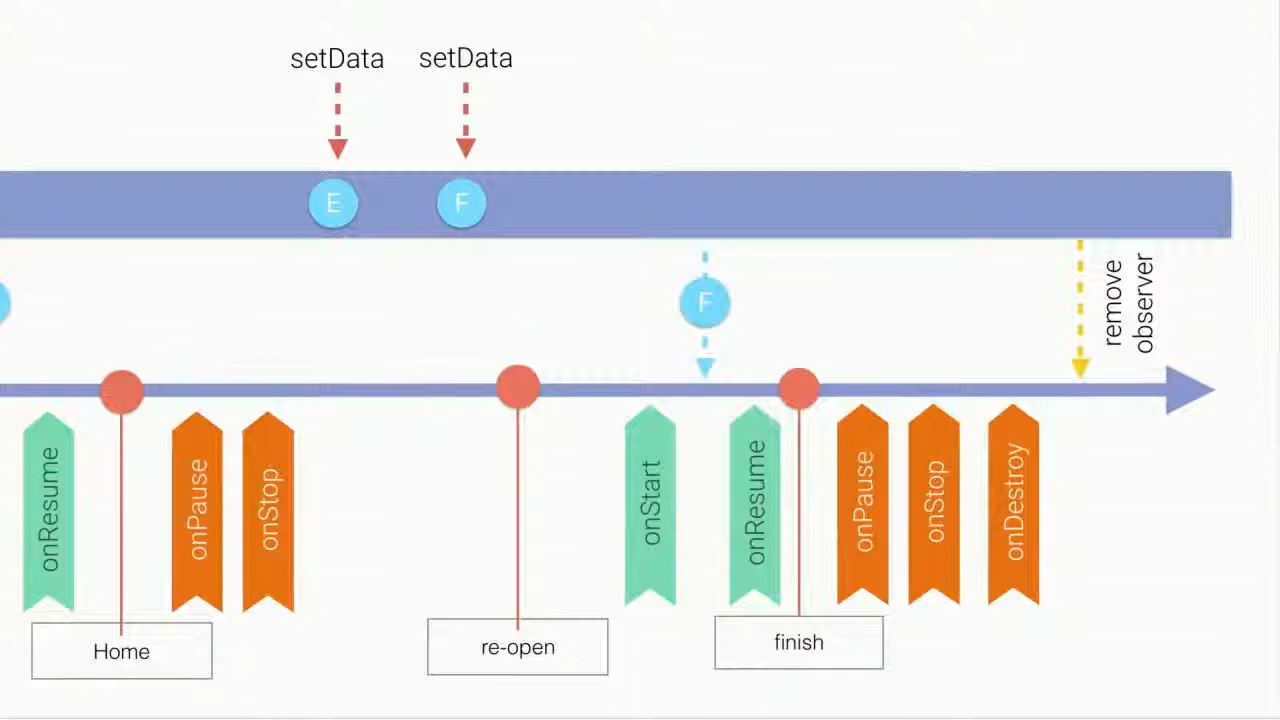 setData
setData
E
F
F
remove
observer
onResume
onPause
onStop
onStart
onResume
onPause
onStop
onDestroy
Home
re-open
finish